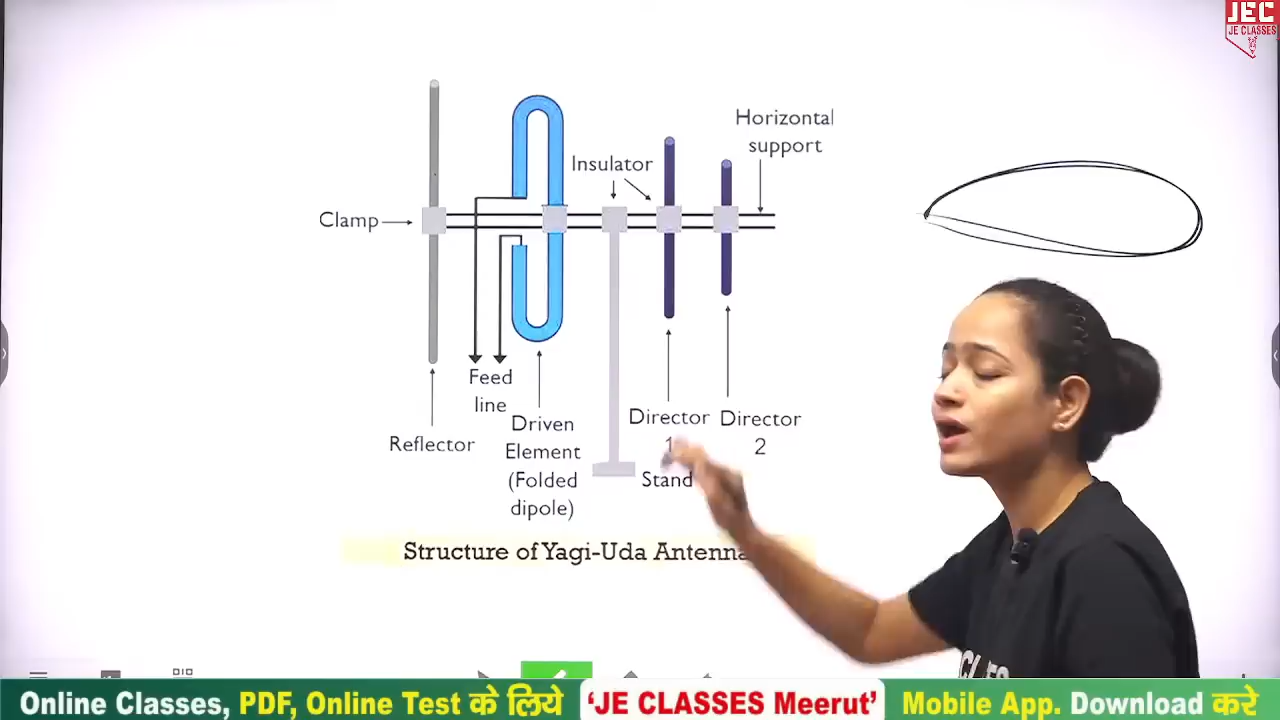 JEC
JE CLASSES
Horizontal
support
Insulator
Clamp
Feed
line
Reflector
Driven
Element
(Folded
dipole)
Director
1
Director
2
Stand
Structure of Yagi-Uda Antenna
Online Classes, PDF, Online Test के लिये 'JE CLASSES Meerut' Mobile App. Download करे